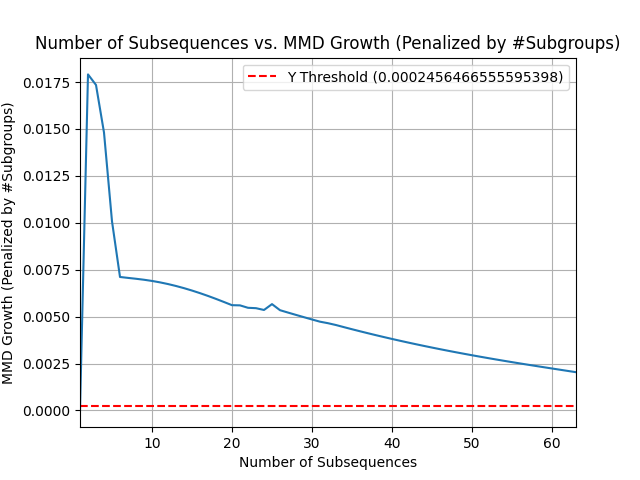 Number of Subsequences vs. MMD Growth (Penalized by #Subgroups)
Y Threshold (0.0002456466555595398)
MMD Growth (Penalized by #Subgroups)
0.0175
0.0150
0.0125
0.0100
0.0075
0.0050
0.0025
0.0000
10 20 30 40 50 60
Number of Subsequences